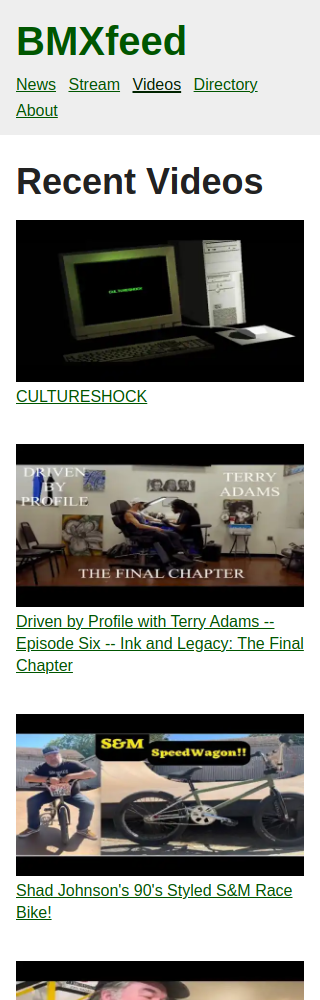 BMXfeed
News Stream Videos Directory
About
Recent Videos
CULTURESHOCK
DRIVEN
BY
PROFILE
TERRY
ADAMS
THE FINAL CHAPTER
Driven by Profile with Terry Adams --
Episode Six -- Ink and Legacy: The Final
Chapter
S&M
SpeedWagon!!
Shad Johnson's 90's Styled S&M Race
Bike!